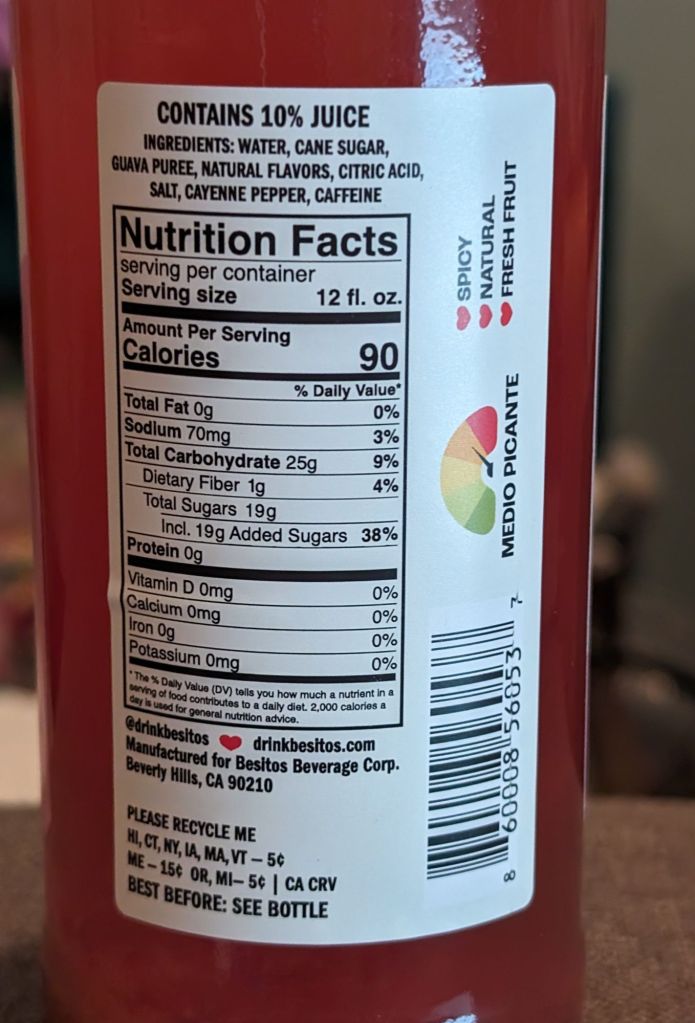 CONTAINS 10% JUICE
INGREDIENTS: WATER, CANE SUGAR,
GUAVA PUREE, NATURAL FLAVORS, CITRIC ACID,
SALT, CAYENNE PEPPER, CAFFEINE
Nutrition Facts
serving per container
Serving size 12 fl. oz.
Amount Per Serving
Calories 90
% Daily Value*
Total Fat 0g 0%
Sodium 70mg 3%
Total Carbohydrate 25g 9%
Dietary Fiber 1g 4%
Total Sugars 19g
Incl. 19g Added Sugars 38%
Protein 0g
Vitamin D 0mg 0%
Calcium 0mg 0%
Iron 0g 0%
Potassium 0mg 0%
*The % Daily Value (DV) tells you how much a nutrient in a
serving of food contributes to a daily diet. 2,000 calories a
day is used for general nutrition advice.
@drinkbesitos drinkbesitos.com
Manufactured for Besitos Beverage Corp.
Beverly Hills, CA 90210
PLEASE RECYCLE ME
HI, CT, NY, IA, MA, VT – 5¢
ME – 15¢ OR, MI– 5¢ | CA CRV
BEST BEFORE: SEE BOTTLE
SPICY
NATURAL
FRESH FRUIT
MEDIO PICANTE
8 60008 56053 7